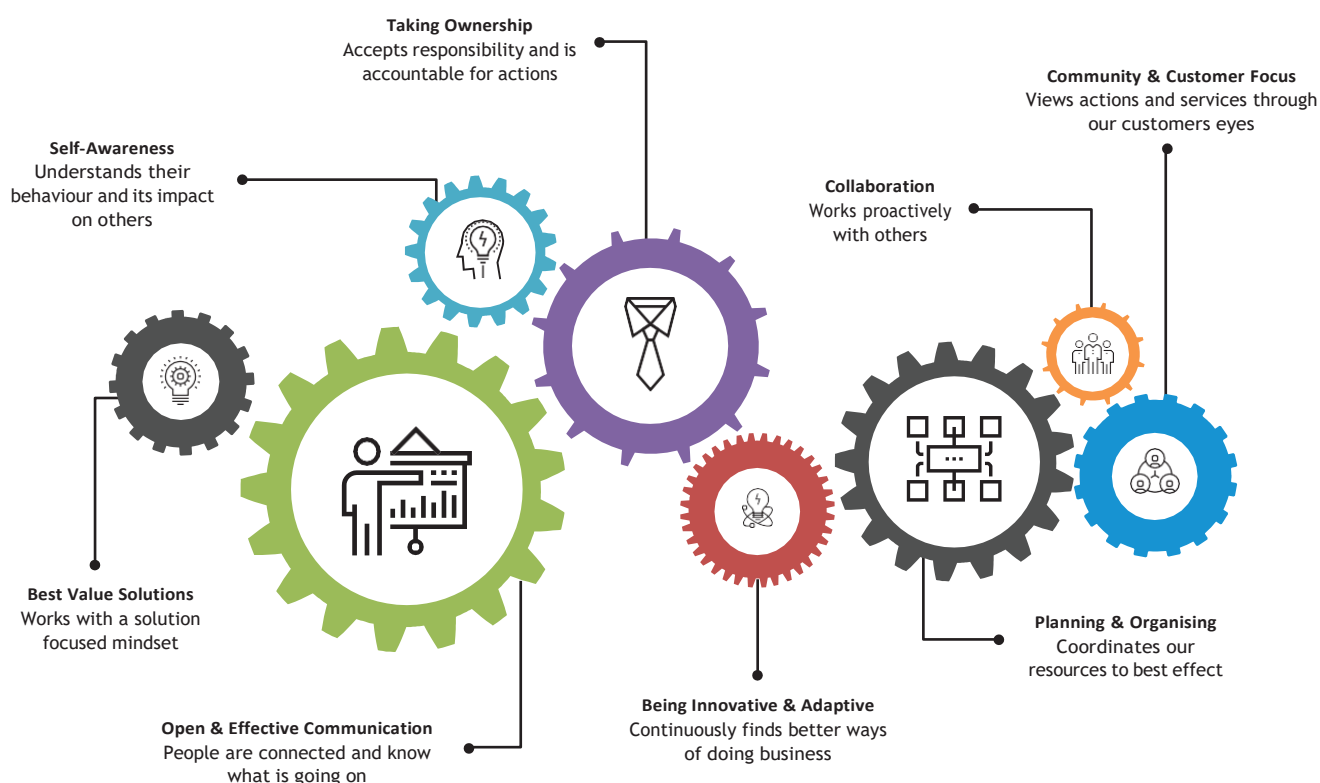 Taking Ownership
Accepts responsibility and is
accountable for actions
Community & Customer Focus
Views actions and services through
our customers eyes
Self-Awareness
Understands their
behaviour and its impact
on others
Collaboration
Works proactively
with others
Best Value Solutions
Works with a solution
focused mindset
Planning & Organising
Coordinates our
resources to best effect
Being Innovative & Adaptive
Continuously finds better ways
of doing business
Open & Effective Communication
People are connected and know
what is going on